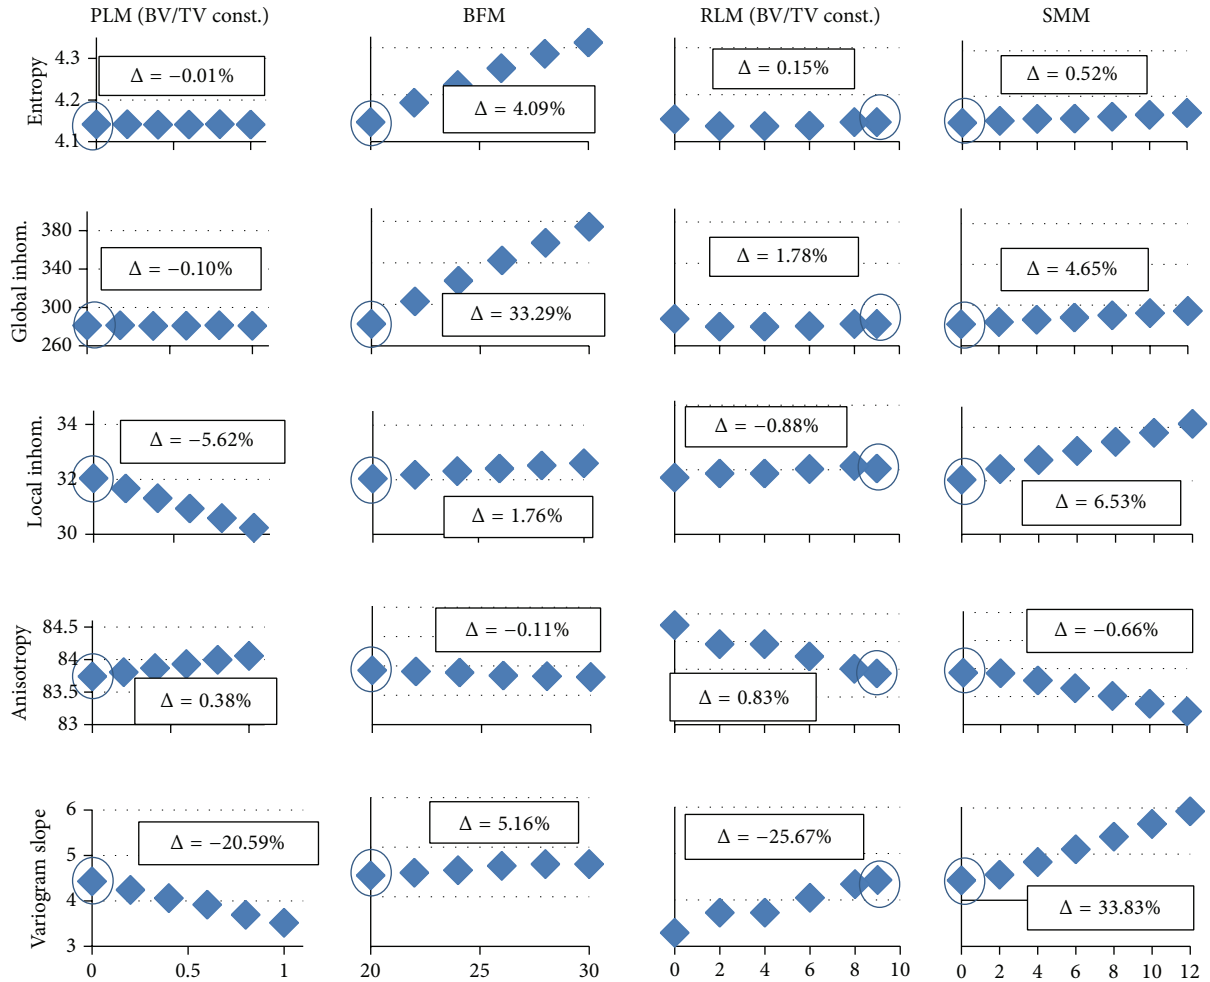 PLM (BV/TV const.) BFM RLM (BV/TV const.) SMM
Entropy
4.3
4.2
4.1
Δ = −0.01%
Δ = 4.09%
Δ = 0.15%
Δ = 0.52%
Global inhom.
380
340
300
260
Δ = −0.10%
Δ = 33.29%
Δ = 1.78%
Δ = 4.65%
Local inhom.
34
32
30
Δ = −5.62%
Δ = 1.76%
Δ = −0.88%
Δ = 6.53%
Anisotropy
84.5
84
83.5
83
Δ = 0.38%
Δ = −0.11%
Δ = 0.83%
Δ = −0.66%
Variogram slope
6
5
4
3
Δ = −20.59%
Δ = 5.16%
Δ = −25.67%
Δ = 33.83%
0 0.5 1 20 25 30 0 2 4 6 8 10 0 2 4 6 8 10 12